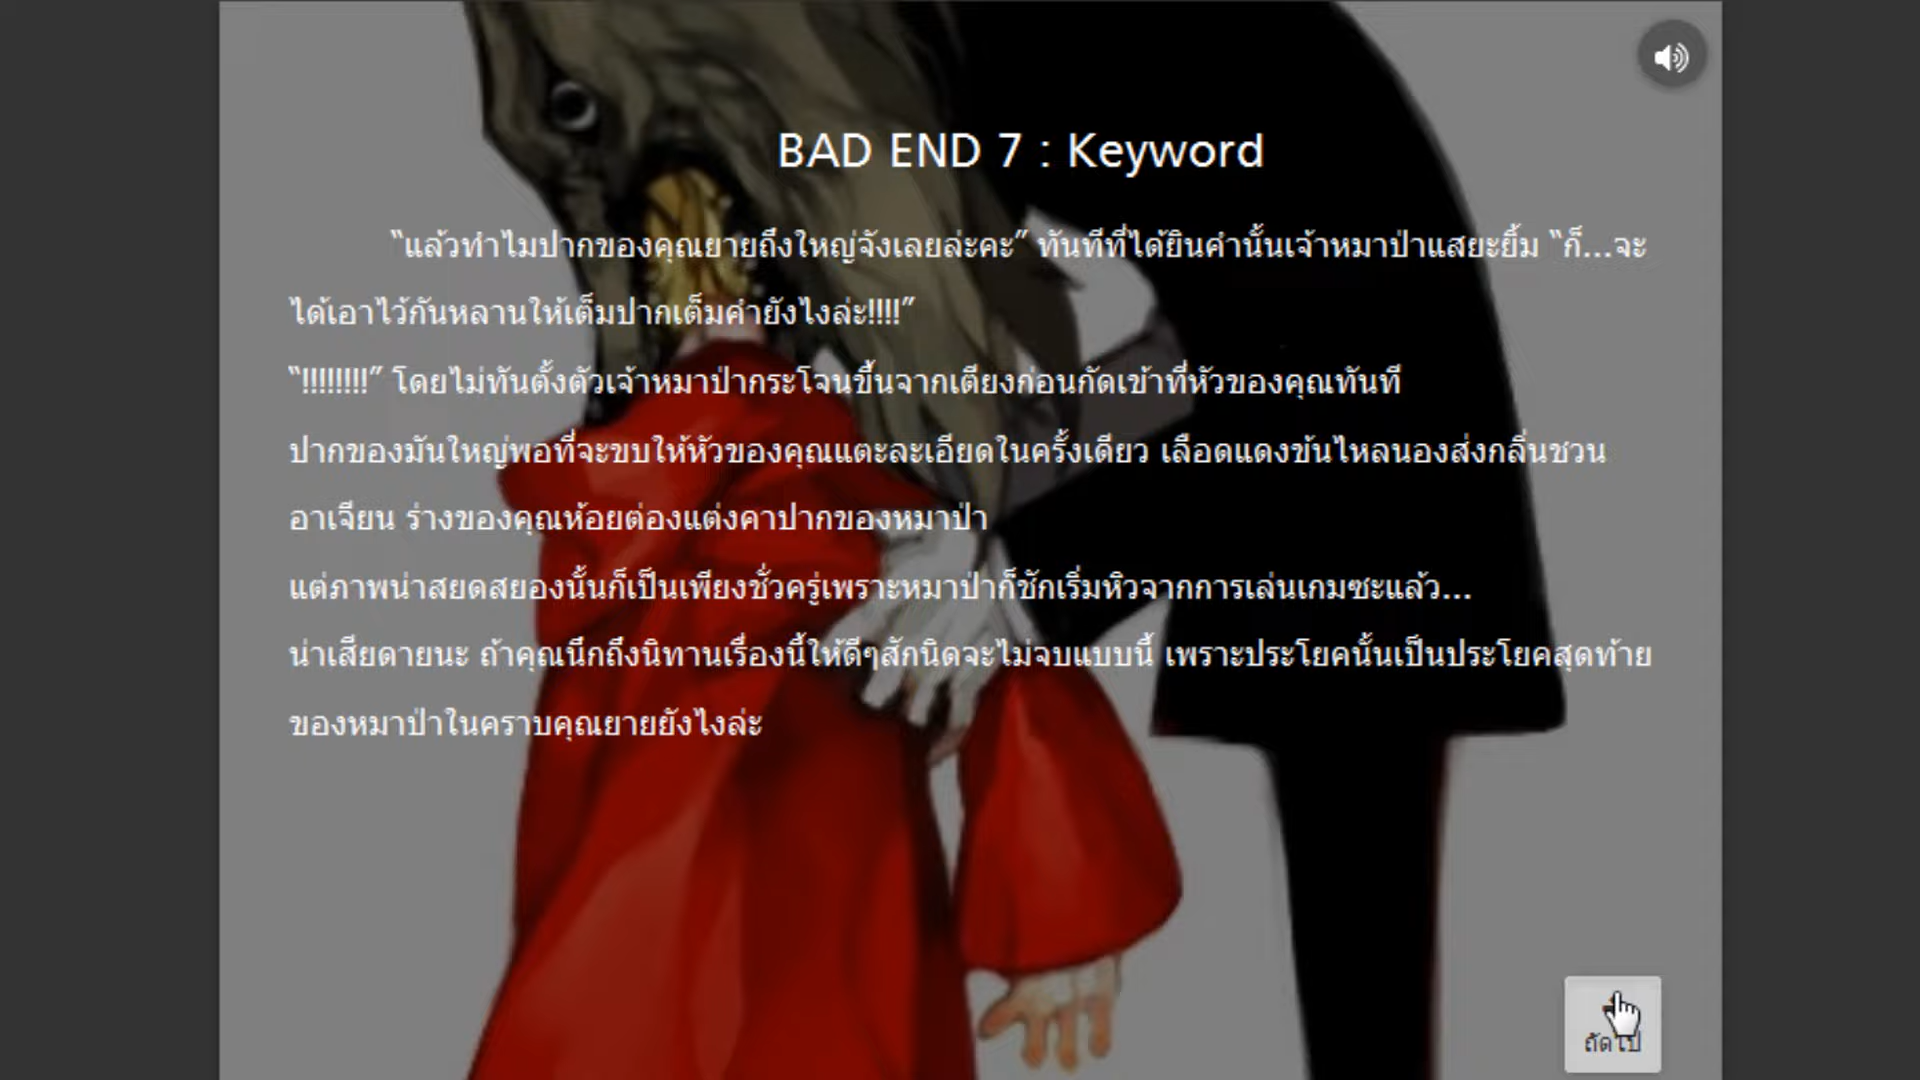 BAD END 7 : Keyword
“แล้วทำไมปากของคุณยายถึงใหญ่จังเลยล่ะคะ” ทันทีที่ได้ยินคำนั้นเจ้าหมาป่าแสยะยิ้ม “ก็...จะ
ได้เอาไว้กันหลานให้เต็มปากเต็มคำยังไงล่ะ!!!!”
“!!!!!!!!” โดยไม่ทันตั้งตัวเจ้าหมาป่ากระโจนขึ้นจากเตียงก่อนกัดเข้าที่หัวของคุณทันที
ปากของมันใหญ่พอที่จะขบให้หัวของคุณแตะละเอียดในครั้งเดียว เลือดแดงข้นไหลนองส่งกลิ่นชวน
อาเจียน ร่างของคุณห้อยต่องแต่งคาปากของหมาป่า
แต่ภาพน่าสยดสยองนั้นก็เป็นเพียงชั่วครู่เพราะหมาป่าก็ชักเริ่มหิวจากการเล่นเกมซะแล้ว...
น่าเสียดายนะ ถ้าคุณนึกถึงนิทานเรื่องนี้ให้ดีๆสักนิดจะไม่จบแบบนี้ เพราะประโยคนั้นเป็นประโยคสุดท้าย
ของหมาป่าในคราบคุณยายยังไงล่ะ
ถัดไป